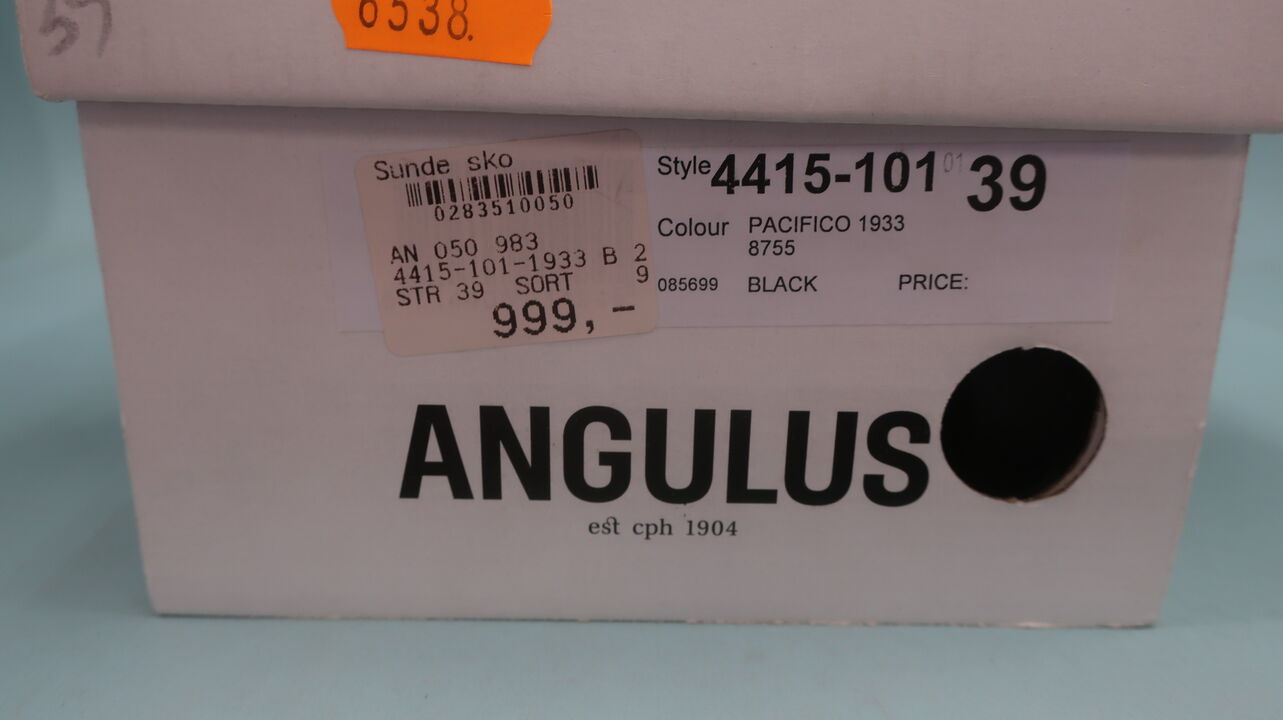 39
6538.
Sunde sko
0283510050
AN 050 983
4415-101-1933 B 2
STR 39 SORT 9
999,-
Style 4415-101 01 39
Colour PACIFICO 1933
8755
085699 BLACK PRICE:
ANGULUS
est cph 1904